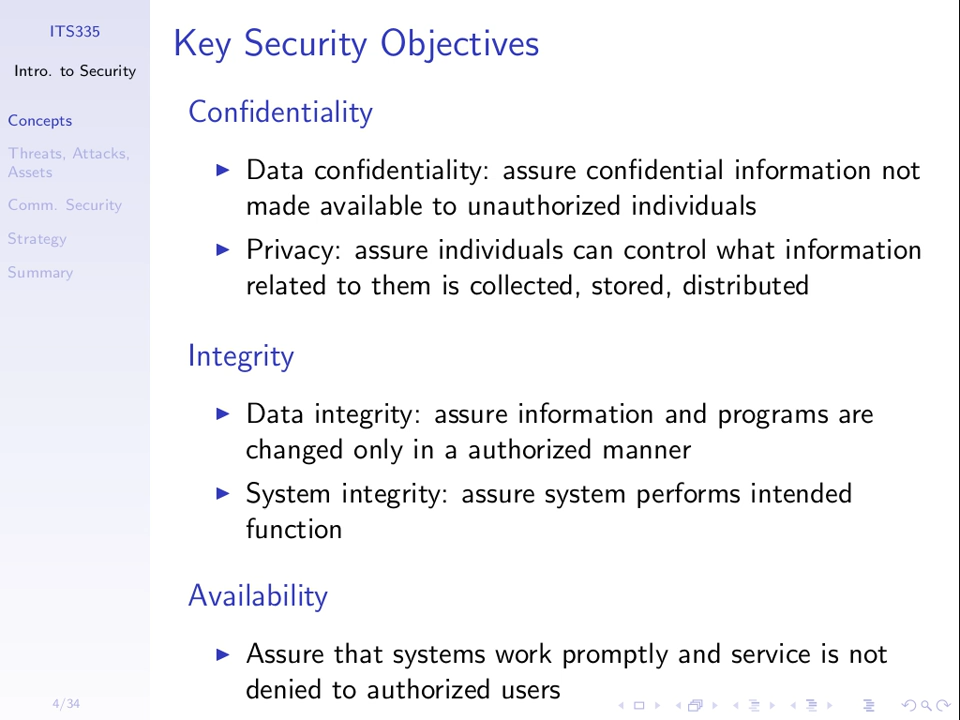 ITS335
Intro. to Security
Concepts
Threats, Attacks,
Assets
Comm. Security
Strategy
Summary
4/34
Key Security Objectives
Confidentiality
Data confidentiality: assure confidential information not
made available to unauthorized individuals
Privacy: assure individuals can control what information
related to them is collected, stored, distributed
Integrity
Data integrity: assure information and programs are
changed only in a authorized manner
System integrity: assure system performs intended
function
Availability
Assure that systems work promptly and service is not
denied to authorized users